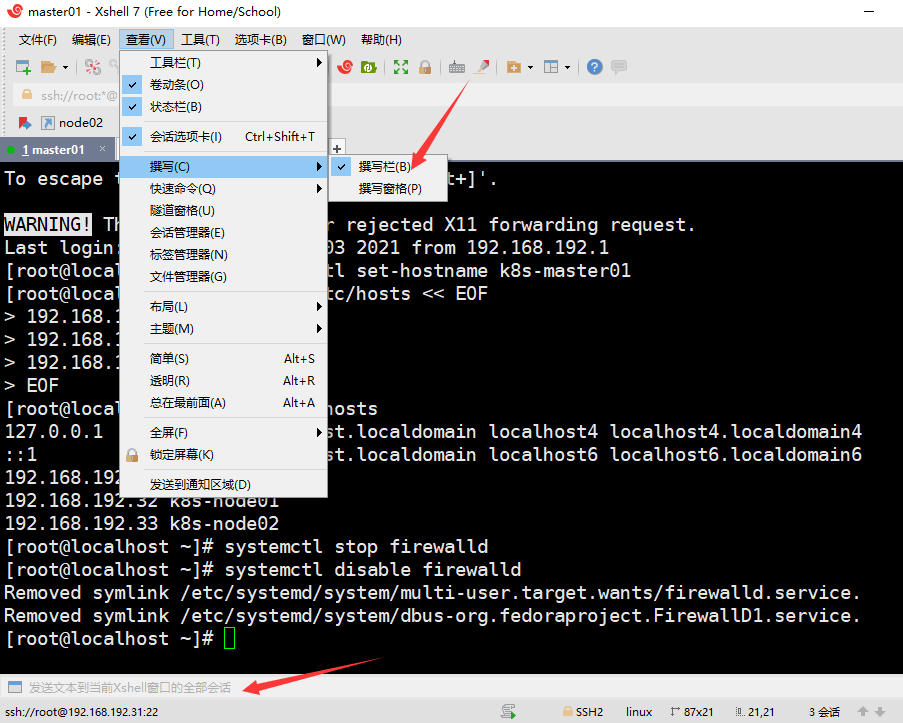 master01 - Xshell 7 (Free for Home/School)
文件(F) 编辑(E) 查看(V) 工具(T) 选项卡(B) 窗口(W) 帮助(H)
ssh://root:*@
node02
1 master01
工具栏(T)
卷动条(O)
状态栏(B)
会话选项卡(I) Ctrl+Shift+T
撰写(C)
快速命令(Q)
隧道窗格(U)
会话管理器(E)
标签管理器(N)
文件管理器(G)
布局(L)
主题(M)
简单(S) Alt+S
透明(R) Alt+R
总在最前面(A) Alt+A
全屏(F)
锁定屏幕(K)
发送到通知区域(D)
撰写栏(B)
撰写窗格(P)
To escape t+]'.
WARNING! Th r rejected X11 forwarding request.
Last login: 03 2021 from 192.168.192.1
[root@local tl set-hostname k8s-master01
[root@local tc/hosts << EOF
> 192.168.1
> 192.168.1
> 192.168.1
> EOF
[root@local hosts
127.0.0.1 st.localdomain localhost4 localhost4.localdomain4
::1 st.localdomain localhost6 localhost6.localdomain6
192.168.192
192.168.192.32 k8s-node01
192.168.192.33 k8s-node02
[root@localhost ~]# systemctl stop firewalld
[root@localhost ~]# systemctl disable firewalld
Removed symlink /etc/systemd/system/multi-user.target.wants/firewalld.service.
Removed symlink /etc/systemd/system/dbus-org.fedoraproject.FirewallD1.service.
[root@localhost ~]#
发送文本到当前Xshell窗口的全部会话
ssh://root@192.168.192.31:22 SSH2 linux 87x21 21,21 3 会话